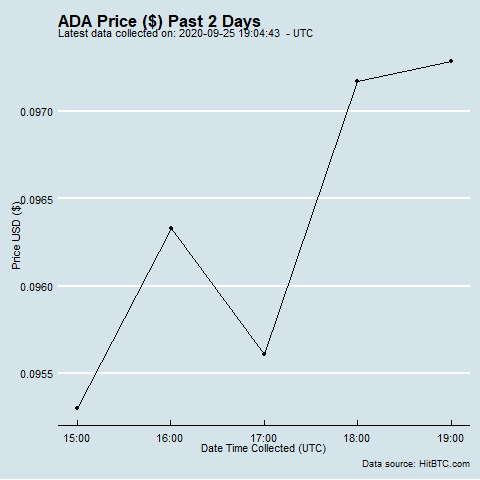 ADA Price ($) Past 2 Days
Latest data collected on: 2020-09-25 19:04:43  - UTC
Price USD ($)
0.0970
0.0965
0.0960
0.0955
15:00 16:00 17:00 18:00 19:00
Date Time Collected (UTC)
Data source: HitBTC.com